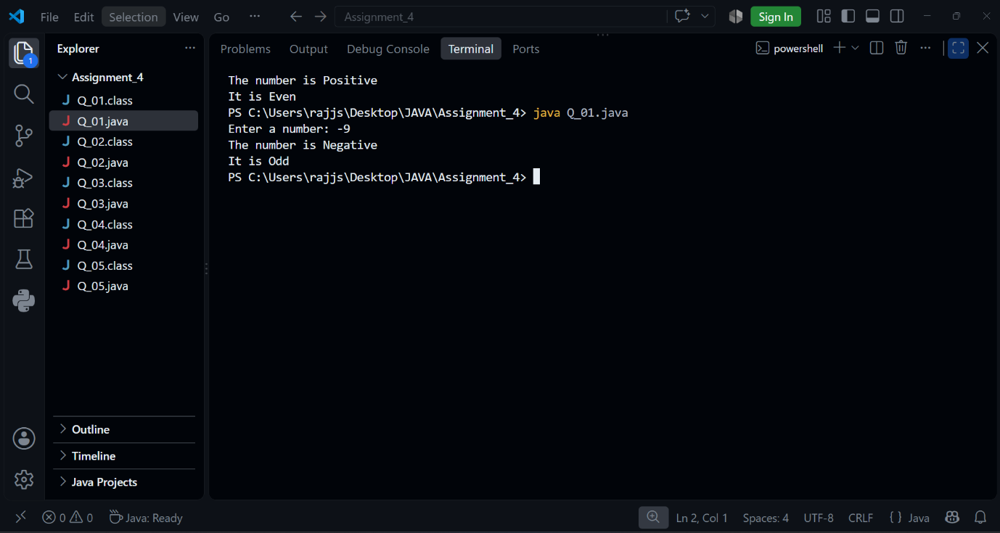 File Edit Selection View Go ··· Assignment_4 Sign In
Explorer ···
1
Assignment_4
Q_01.class
Q_01.java
Q_02.class
Q_02.java
Q_03.class
Q_03.java
Q_04.class
Q_04.java
Q_05.class
Q_05.java
Outline
Timeline
Java Projects
Problems Output Debug Console Terminal Ports powershell
The number is Positive
It is Even
PS C:\Users\rajjs\Desktop\JAVA\Assignment_4> java Q_01.java
Enter a number: -9
The number is Negative
It is Odd
PS C:\Users\rajjs\Desktop\JAVA\Assignment_4>
0 0 Java: Ready Ln 2, Col 1 Spaces: 4 UTF-8 CRLF {} Java